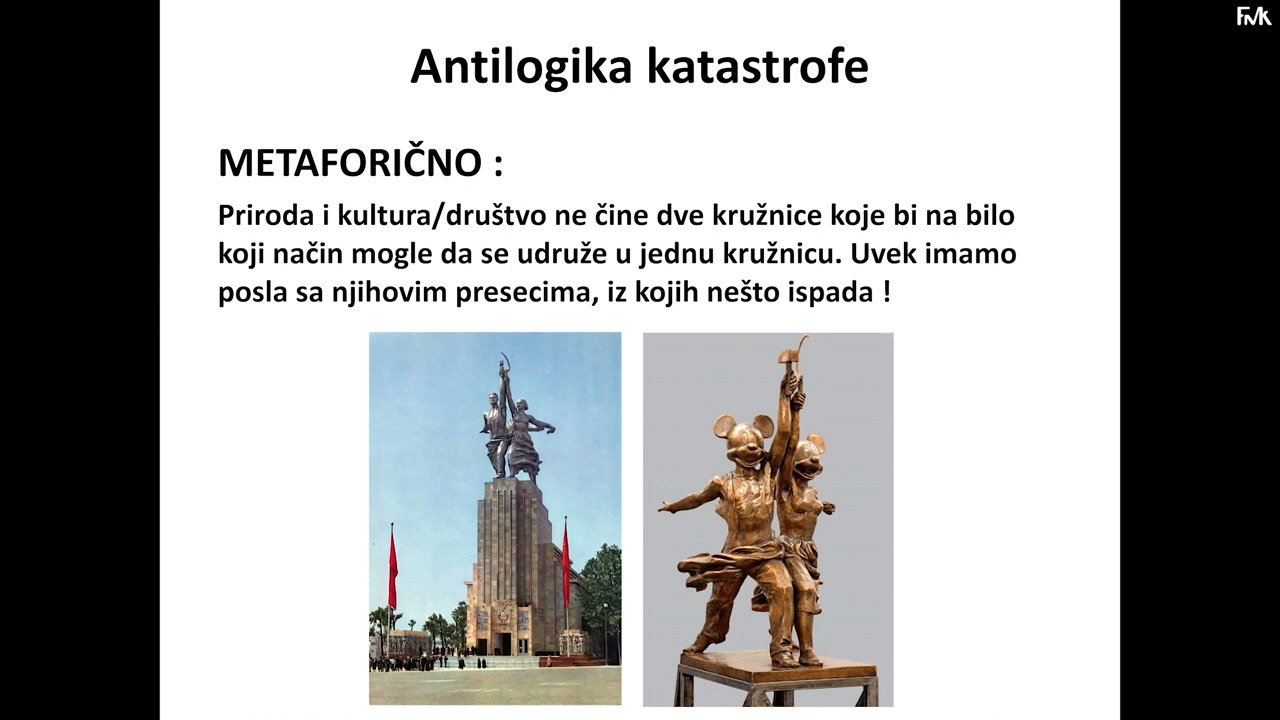 FMK
Antilogika katastrofe
METAFORIČNO :
Priroda i kultura/društvo ne čine dve kružnice koje bi na bilo
koji način mogle da se udruže u jednu kružnicu. Uvek imamo
posla sa njihovim presecima, iz kojih nešto ispada !